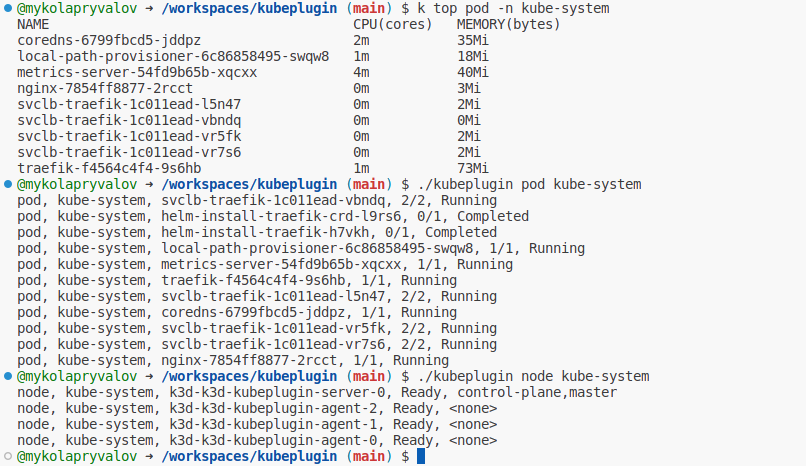 @mykolapryvalov → /workspaces/kubeplugin (main) $ k top pod -n kube-system
NAME CPU(cores) MEMORY(bytes)
coredns-6799fbcd5-jddpz 2m 35Mi
local-path-provisioner-6c86858495-swqw8 1m 18Mi
metrics-server-54fd9b65b-xqcxx 4m 40Mi
nginx-7854ff8877-2rcct 0m 3Mi
svclb-traefik-1c011ead-l5n47 0m 2Mi
svclb-traefik-1c011ead-vbndq 0m 0Mi
svclb-traefik-1c011ead-vr5fk 0m 2Mi
svclb-traefik-1c011ead-vr7s6 0m 2Mi
traefik-f4564c4f4-9s6hb 1m 73Mi
@mykolapryvalov → /workspaces/kubeplugin (main) $ ./kubeplugin pod kube-system
pod, kube-system, svclb-traefik-1c011ead-vbndq, 2/2, Running
pod, kube-system, helm-install-traefik-crd-l9rs6, 0/1, Completed
pod, kube-system, helm-install-traefik-h7vkh, 0/1, Completed
pod, kube-system, local-path-provisioner-6c86858495-swqw8, 1/1, Running
pod, kube-system, metrics-server-54fd9b65b-xqcxx, 1/1, Running
pod, kube-system, traefik-f4564c4f4-9s6hb, 1/1, Running
pod, kube-system, svclb-traefik-1c011ead-l5n47, 2/2, Running
pod, kube-system, coredns-6799fbcd5-jddpz, 1/1, Running
pod, kube-system, svclb-traefik-1c011ead-vr5fk, 2/2, Running
pod, kube-system, svclb-traefik-1c011ead-vr7s6, 2/2, Running
pod, kube-system, nginx-7854ff8877-2rcct, 1/1, Running
@mykolapryvalov → /workspaces/kubeplugin (main) $ ./kubeplugin node kube-system
node, kube-system, k3d-k3d-kubeplugin-server-0, Ready, control-plane,master
node, kube-system, k3d-k3d-kubeplugin-agent-2, Ready, <none>
node, kube-system, k3d-k3d-kubeplugin-agent-1, Ready, <none>
node, kube-system, k3d-k3d-kubeplugin-agent-0, Ready, <none>
@mykolapryvalov → /workspaces/kubeplugin (main) $